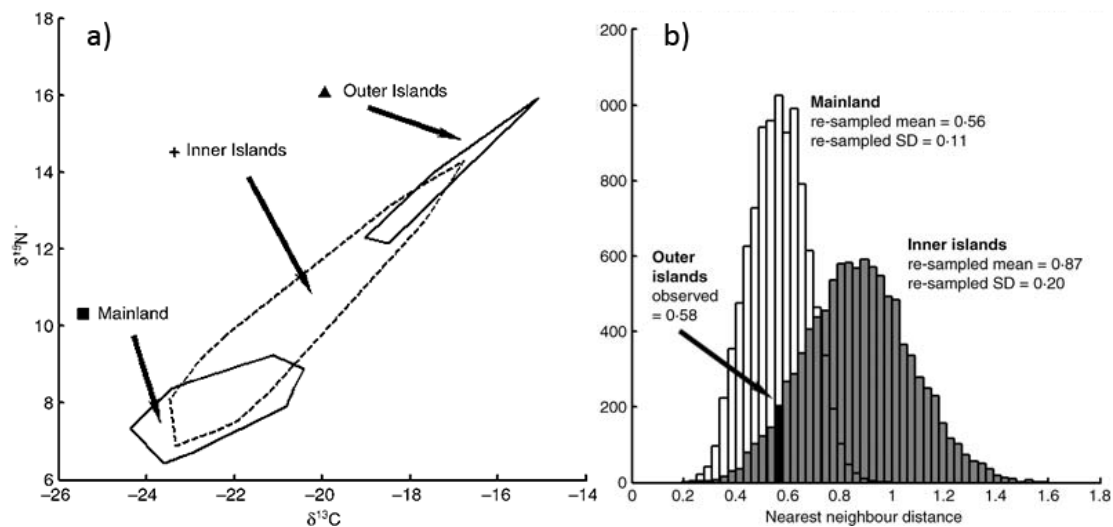 a)
18
16
14
12
10
8
6
δ¹⁵N
▲ Outer Islands
+ Inner Islands
■ Mainland
−26
−24
−22
−20
−18
−16
−14
δ¹³C
b)
200
000
800
600
400
200
0
Mainland
re-sampled mean = 0·56
re-sampled SD = 0·11
Outer
islands
observed
= 0·58
Inner islands
re-sampled mean = 0·87
re-sampled SD = 0·20
0
0.2
0.4
0.6
0.8
1
1.2
1.4
1.6
1.8
Nearest neighbour distance